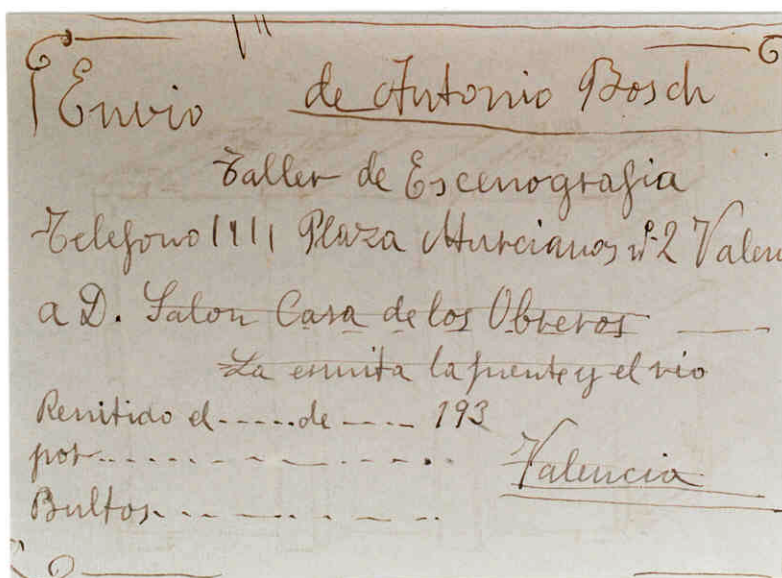 Envio de Antonio Bosch
Taller de Escenografia
Telefono 1911 Plaza Murcianos nº 2 Valen
a D. Salon Casa de los Obreros
La ermita la fuente y el rio
Remitido el-----de----- 193
por
Valencia
Bultos